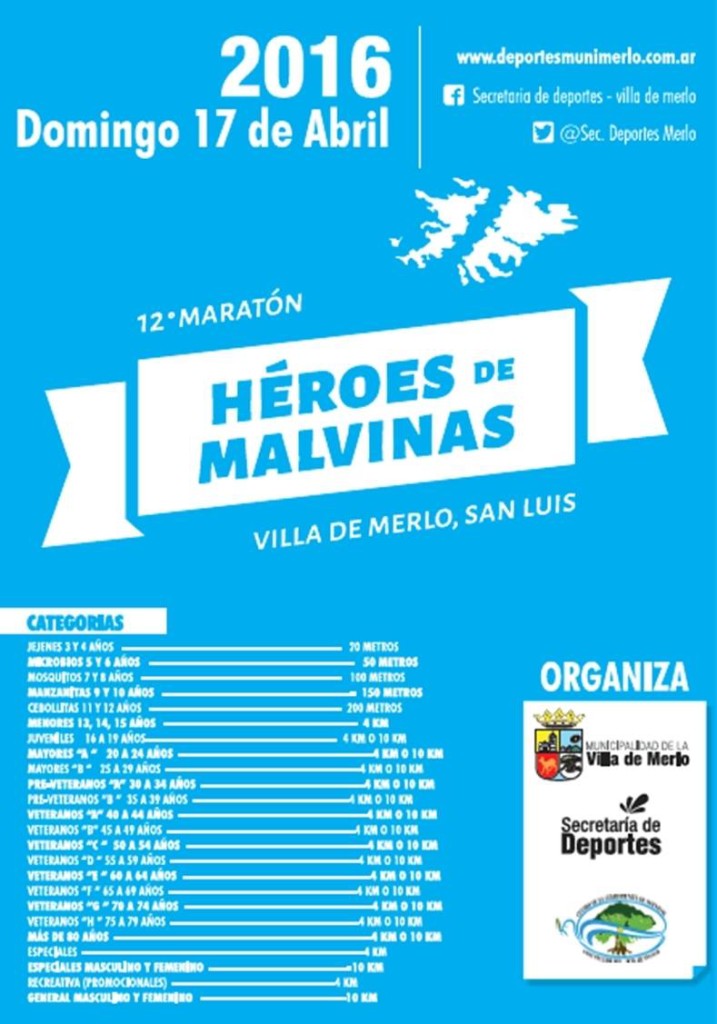 2016
Domingo 17 de Abril
www.deportesmunimerlo.com.ar
Secretaria de deportes - villa de merlo
@Sec. Deportes Merlo
12° MARATÓN
HÉROES DE
MALVINAS
VILLA DE MERLO, SAN LUIS
CATEGORIAS
JEJENES 3 Y 4 AÑOS 20 METROS
MICROBIOS 5 Y 6 AÑOS 50 METROS
MOSQUITOS 7 Y 8 AÑOS 100 METROS
MANZANITAS 9 Y 10 AÑOS 150 METROS
CEBOLLITAS 11 Y 12 AÑOS 200 METROS
MENORES 13, 14, 15 AÑOS 4 KM
JUVENILES 16 A 19 AÑOS 4 KM O 10 KM
MAYORES "A" 20 A 24 AÑOS 4 KM O 10 KM
MAYORES "B" 25 A 29 AÑOS 4 KM O 10 KM
PRE-VETERANOS "A" 30 A 34 AÑOS 4 KM O 10 KM
PRE-VETERANOS "B" 35 A 39 AÑOS 4 KM O 10 KM
VETERANOS "A" 40 A 44 AÑOS 4 KM O 10 KM
VETERANOS "B" 45 A 49 AÑOS 4 KM O 10 KM
VETERANOS "C" 50 A 54 AÑOS 4 KM O 10 KM
VETERANOS "D" 55 A 59 AÑOS 4 KM O 10 KM
VETERANOS "E" 60 A 64 AÑOS 4 KM O 10 KM
VETERANOS "F" 65 A 69 AÑOS 4 KM O 10 KM
VETERANOS "G" 70 A 74 AÑOS 4 KM O 10 KM
VETERANOS "H" 75 A 79 AÑOS 4 KM O 10 KM
MÁS DE 80 AÑOS 4 KM O 10 KM
ESPECIALES 4 KM
ESPECIALES MASCULINO Y FEMENINO 10 KM
RECREATIVA (PROMOCIONALES) 4 KM
GENERAL MASCULINO Y FEMENINO 10 KM
ORGANIZA
MUNICIPALIDAD DE LA
Villa de Merlo
Secretaría de
Deportes